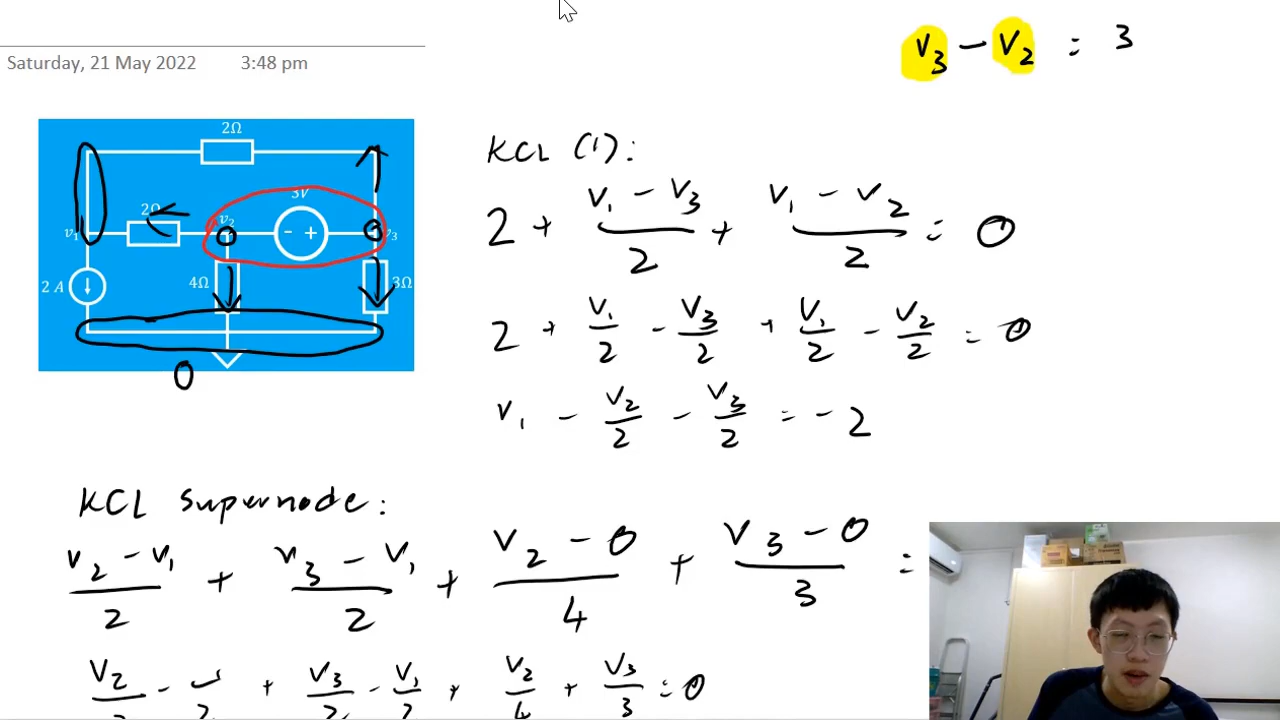 v3 - v2 = 3
Saturday, 21 May 2022 3:48 pm
2Ω
2Ω
3V
v1
v2
v3
2 A
4Ω
3Ω
0
KCL (1):
2 + (v1 - v3)/2 + (v1 - v2)/2 = 0
2 + v1/2 - v3/2 + v1/2 - v2/2 = 0
v1 - v2/2 - v3/2 = -2
KCL supernode:
(v2 - v1)/2 + (v3 - v1)/2 + (v2 - 0)/4 + (v3 - 0)/3 =
v2/2 - /2 + v3/2 - v1/2 + v2/4 + v3/3 = 0